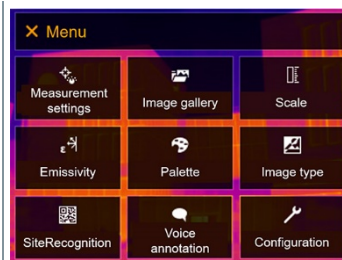 × Menu
Measurement
settings
Image gallery
Scale
ε
Emissivity
Palette
Image type
SiteRecognition
Voice
annotation
Configuration